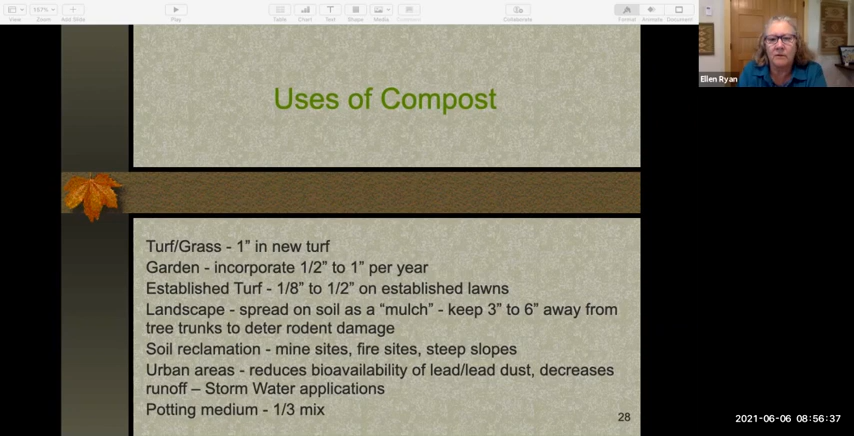 View
157%
Zoom
Add Slide
Play
Table
Chart
Text
Shape
Media
Comment
Collaborate
Format
Animate
Document
Ellen Ryan
Uses of Compost
Turf/Grass - 1” in new turf
Garden - incorporate 1/2” to 1” per year
Established Turf - 1/8” to 1/2” on established lawns
Landscape - spread on soil as a “mulch” - keep 3” to 6” away from
tree trunks to deter rodent damage
Soil reclamation - mine sites, fire sites, steep slopes
Urban areas - reduces bioavailability of lead/lead dust, decreases
runoff – Storm Water applications
Potting medium - 1/3 mix
28
2021-06-06 08:56:37